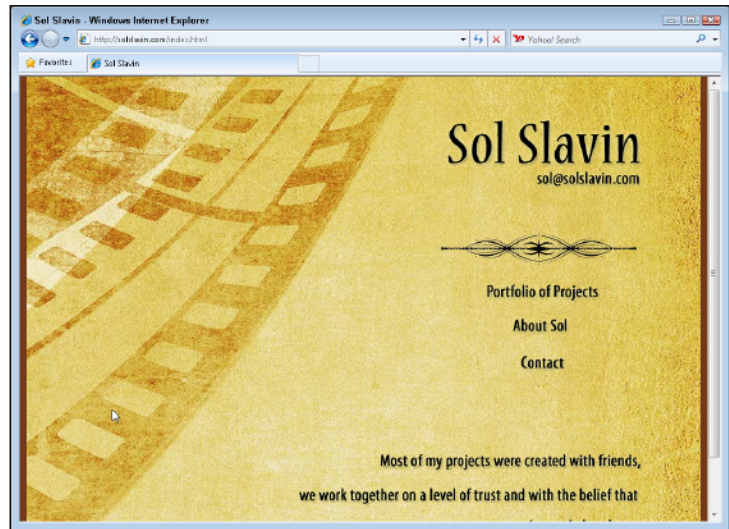 Sol Slavin - Windows Internet Explorer
http://solslavin.com/index.html
Yahoo! Search
Favorites
Sol Slavin
Sol Slavin
sol@solslavin.com
Portfolio of Projects
About Sol
Contact
Most of my projects were created with friends,
we work together on a level of trust and with the belief that